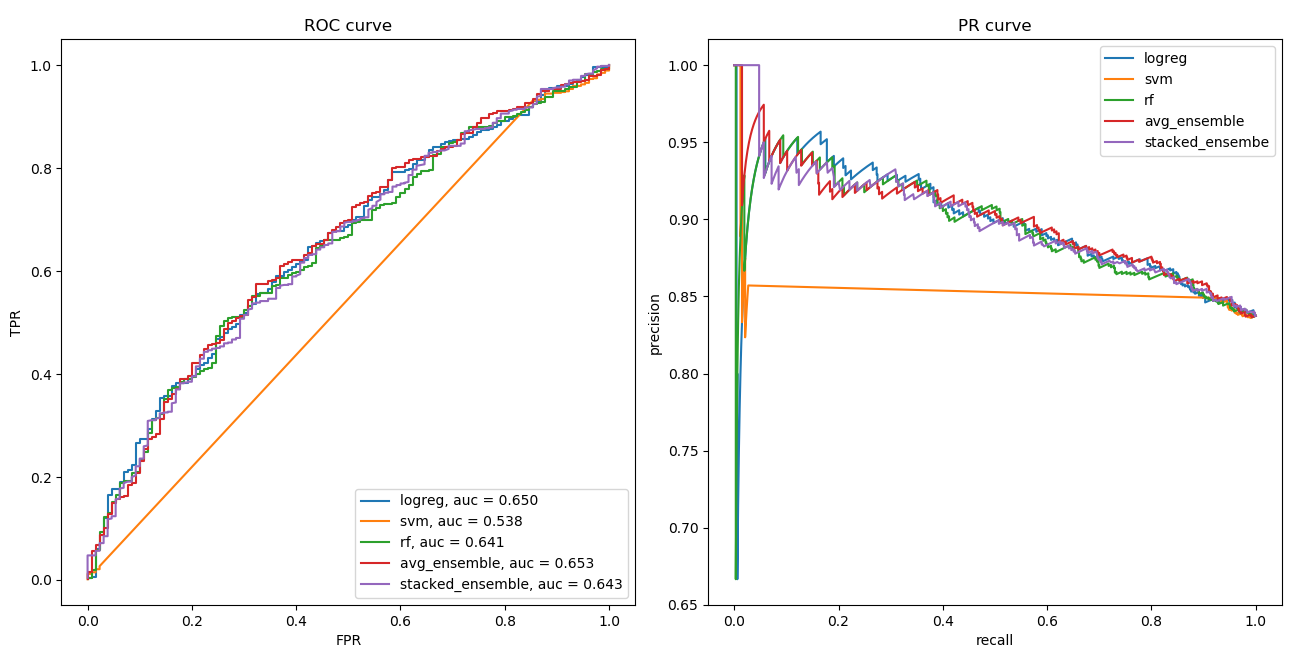 ROC curve
1.0
0.8
0.6
0.4
0.2
0.0
TPR
0.0
0.2
0.4
0.6
0.8
1.0
FPR
logreg, auc = 0.650
svm, auc = 0.538
rf, auc = 0.641
avg_ensemble, auc = 0.653
stacked_ensemble, auc = 0.643
PR curve
1.00
0.95
0.90
0.85
0.80
0.75
0.70
0.65
precision
0.0
0.2
0.4
0.6
0.8
1.0
recall
logreg
svm
rf
avg_ensemble
stacked_ensembe